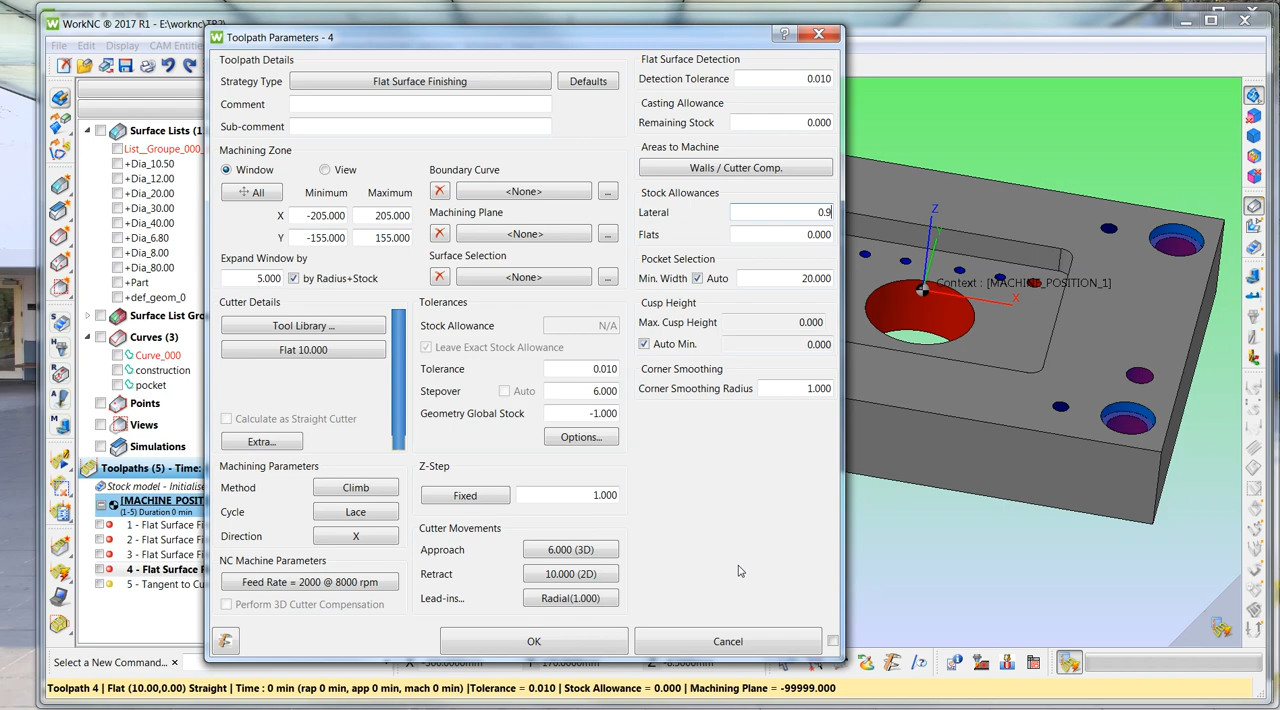 WorkNC ® 2017 R1 - E:\worknc\TR2
File Edit Display CAM Entitie
Surface Lists (1
List__Groupe_000_
+Dia_10.50
+Dia_12.00
+Dia_20.00
+Dia_30.00
+Dia_40.00
+Dia_6.80
+Dia_8.00
+Dia_80.00
+Part
+def_geom_0
Surface List Gro
Curves (3)
Curve_000
construction
pocket
Points
Views
Simulations
Toolpaths (5) - Time:
Stock model - Initialise
[MACHINE_POSIT
(1-5) Duration 0 min
1 - Flat Surface Fi
2 - Flat Surface Fi
3 - Flat Surface Fi
4 - Flat Surface F
5 - Tangent to Cu
Toolpath Parameters - 4
?
Toolpath Details
Strategy Type Flat Surface Finishing Defaults
Comment
Sub-comment
Machining Zone
Window View
All Minimum Maximum
X -205.000 205.000
Y -155.000 155.000
Expand Window by
5.000 by Radius+Stock
Boundary Curve
<None> ...
Machining Plane
<None> ...
Surface Selection
<None> ...
Cutter Details
Tool Library ...
Flat 10.000
Calculate as Straight Cutter
Extra...
Tolerances
Stock Allowance N/A
Leave Exact Stock Allowance
Tolerance 0.010
Stepover Auto 6.000
Geometry Global Stock -1.000
Options...
Machining Parameters
Method Climb
Cycle Lace
Direction X
Z-Step
Fixed 1.000
Cutter Movements
Approach 6.000 (3D)
Retract 10.000 (2D)
Lead-ins... Radial(1.000)
NC Machine Parameters
Feed Rate = 2000 @ 8000 rpm
Perform 3D Cutter Compensation
Flat Surface Detection
Detection Tolerance 0.010
Casting Allowance
Remaining Stock 0.000
Areas to Machine
Walls / Cutter Comp.
Stock Allowances
Lateral 0.9
Flats 0.000
Pocket Selection
Min. Width Auto 20.000
Cusp Height
Max. Cusp Height 0.000
Auto Min. 0.000
Corner Smoothing
Corner Smoothing Radius 1.000
OK Cancel
Z
Y
X
Context : [MACHINE_POSITION_1]
Select a New Command...
Toolpath 4 | Flat (10.00,0.00) Straight | Time : 0 min (rap 0 min, app 0 min, mach 0 min) |Tolerance = 0.010 | Stock Allowance = 0.000 | Machining Plane = -99999.000